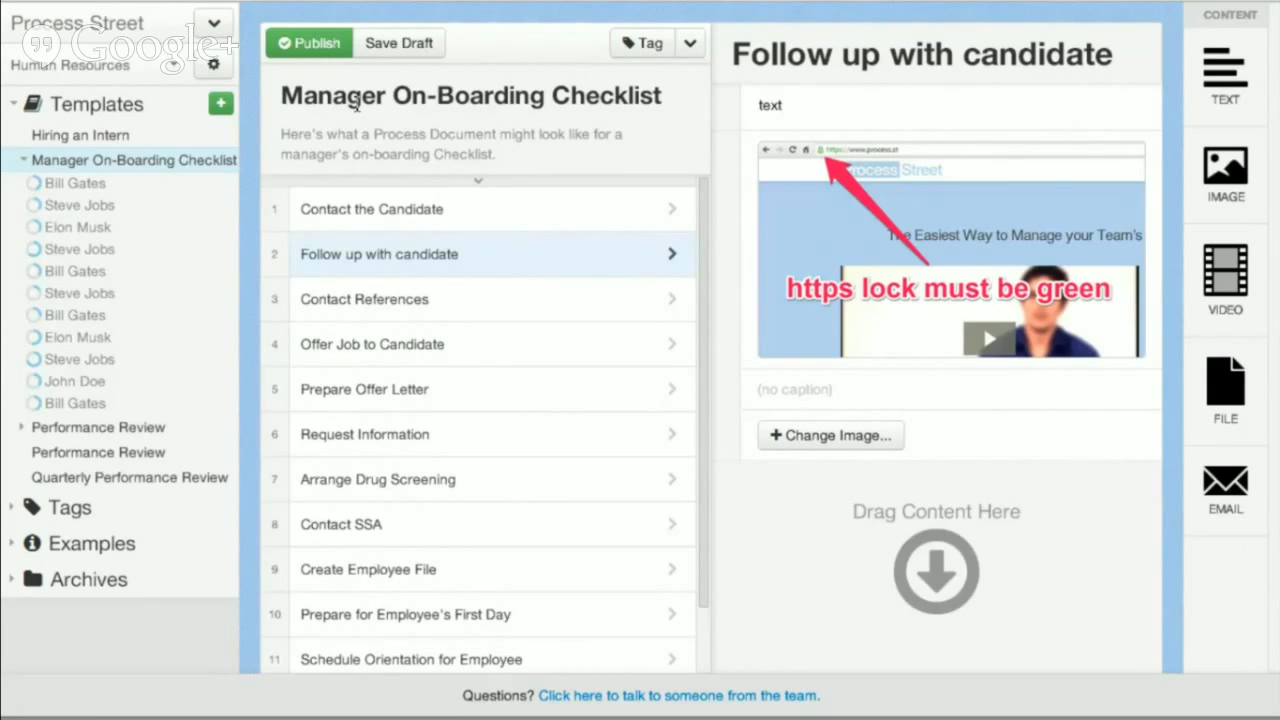 Process Street
Google+
Human Resources
Templates
Hiring an Intern
Manager On-Boarding Checklist
Bill Gates
Steve Jobs
Elon Musk
Steve Jobs
Bill Gates
Steve Jobs
Bill Gates
Elon Musk
Steve Jobs
John Doe
Bill Gates
Performance Review
Performance Review
Quarterly Performance Review
Tags
Examples
Archives
Publish
Save Draft
Tag
Manager On-Boarding Checklist
Here's what a Process Document might look like for a
manager's on-boarding Checklist.
1 Contact the Candidate
2 Follow up with candidate
3 Contact References
4 Offer Job to Candidate
5 Prepare Offer Letter
6 Request Information
7 Arrange Drug Screening
8 Contact SSA
9 Create Employee File
10 Prepare for Employee's First Day
11 Schedule Orientation for Employee
Follow up with candidate
text
https://www.process.st
Process Street
The Easiest Way to Manage your Team's
https lock must be green
(no caption)
Change Image...
Drag Content Here
CONTENT
TEXT
IMAGE
VIDEO
FILE
EMAIL
Questions? Click here to talk to someone from the team.